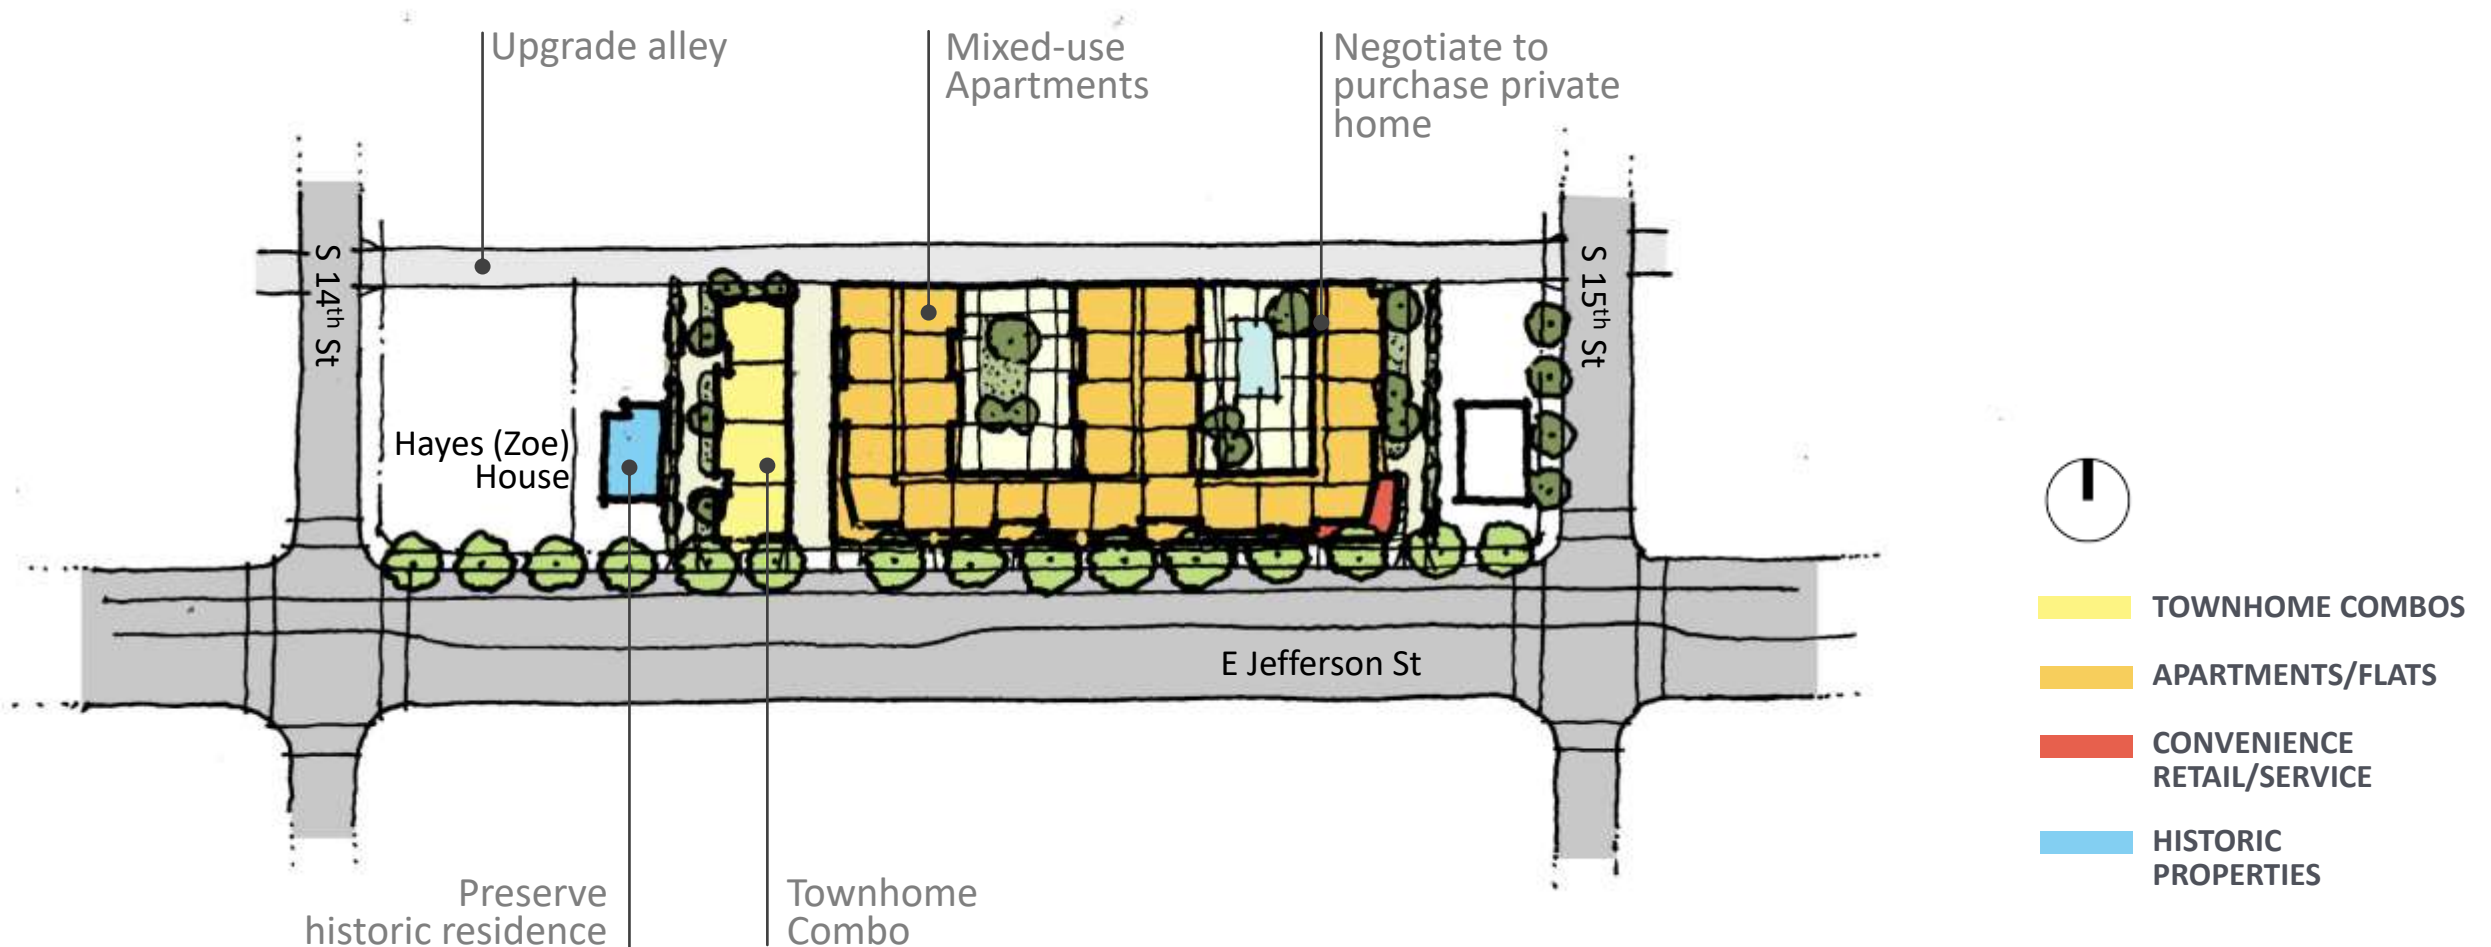 Upgrade alley
Mixed-use
Apartments
Negotiate to
purchase private
home
S 14th St
S 15th St
Hayes (Zoe)
House
E Jefferson St
TOWNHOME COMBOS
APARTMENTS/FLATS
CONVENIENCE
RETAIL/SERVICE
HISTORIC
PROPERTIES
Preserve
historic residence
Townhome
Combo